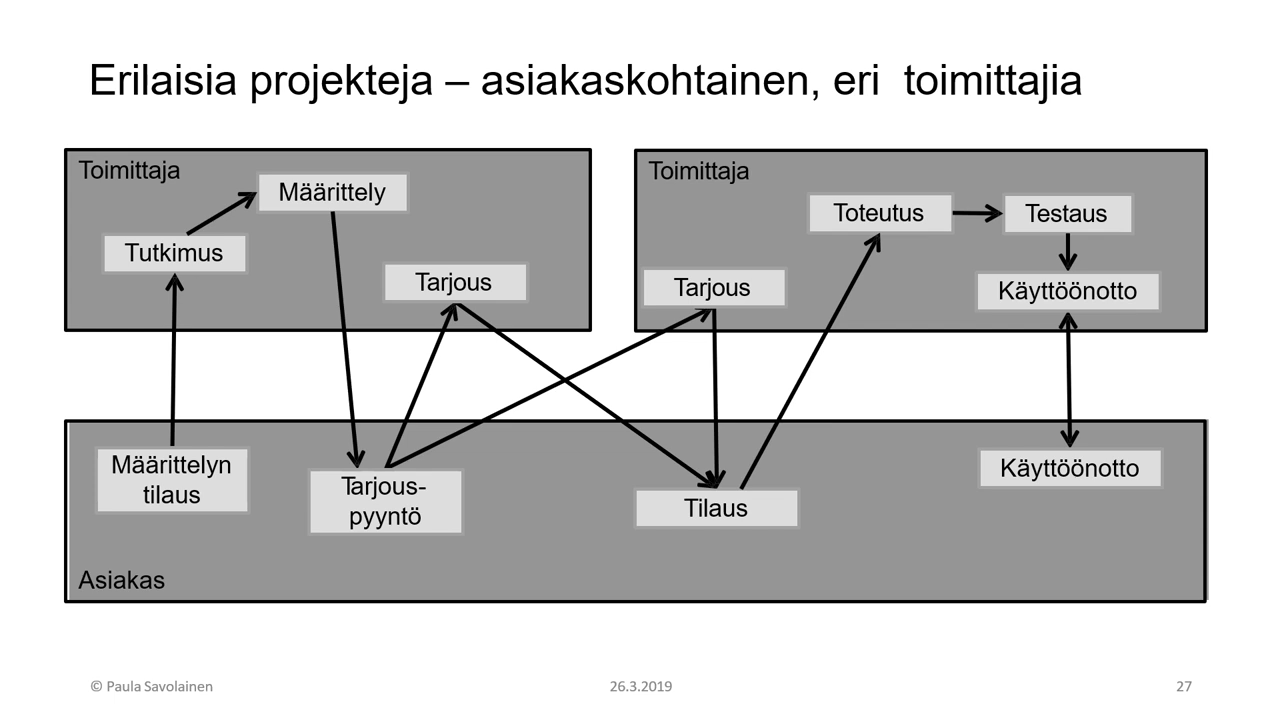 Erilaisia projekteja – asiakaskohtainen, eri  toimittajia
Toimittaja
Määrittely
Tutkimus
Tarjous
Toimittaja
Toteutus
Testaus
Tarjous
Käyttöönotto
Määrittelyn
tilaus
Tarjous-
pyyntö
Tilaus
Käyttöönotto
Asiakas
© Paula Savolainen
26.3.2019
27